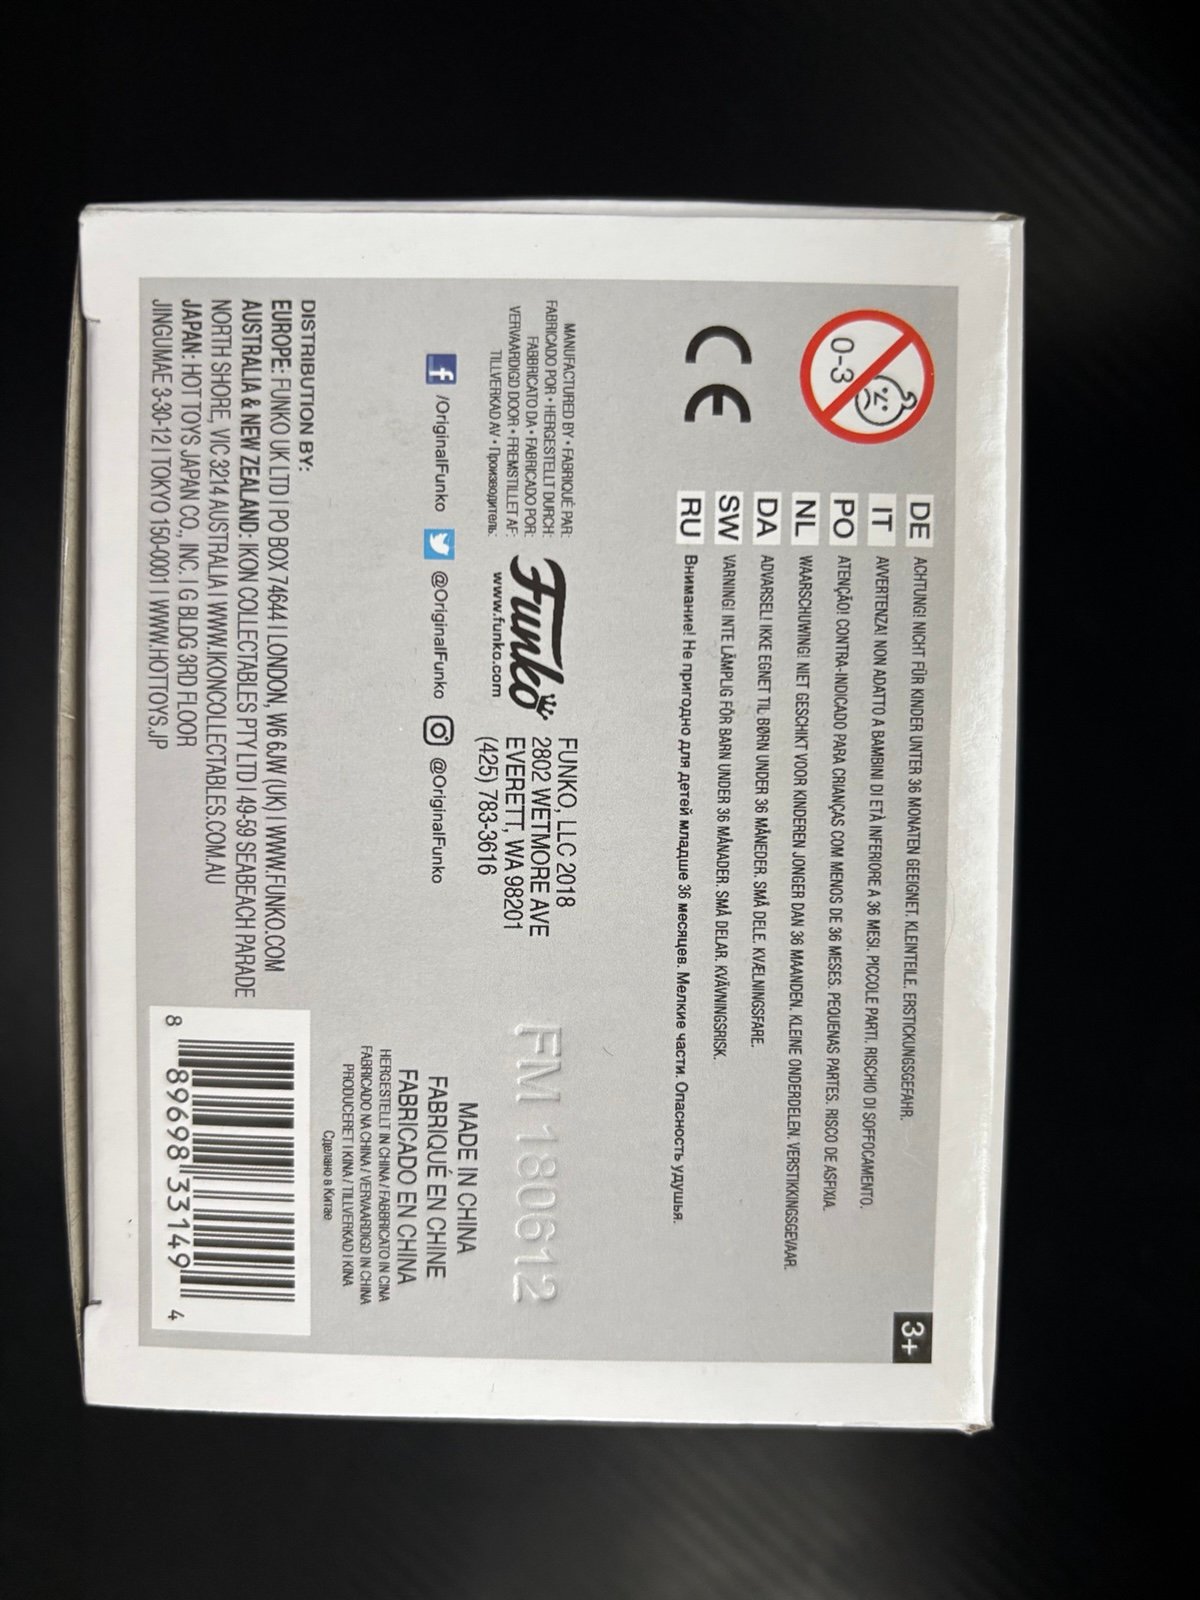 0-3
DE ACHTUNG! NICHT FÜR KINDER UNTER 36 MONATEN GEEIGNET. KLEINTEILE. ERSTICKUNGSGEFAHR.
IT AVVERTENZA! NON ADATTO A BAMBINI DI ETÀ INFERIORE A 36 MESI. PICCOLE PARTI. RISCHIO DI SOFFOCAMENTO.
PO ATENÇÃO! CONTRA-INDICADO PARA CRIANÇAS COM MENOS DE 36 MESES. PEQUENAS PARTES. RISCO DE ASFIXIA.
NL WAARSCHUWING! NIET GESCHIKT VOOR KINDEREN JONGER DAN 36 MAANDEN. KLEINE ONDERDELEN. VERSTIKKINGSGEVAAR.
DA ADVARSEL! IKKE EGNET TIL BØRN UNDER 36 MÅNEDER. SMÅ DELE. KVÆLNINGSFARE.
SW VARNING! INTE LÄMPLIG FÖR BARN UNDER 36 MÅNADER. SMÅ DELAR. KVÄVNINGSRISK.
RU Внимание! Не пригодно для детей младше 36 месяцев. Мелкие части. Опасность удушья.
3+
CE
MANUFACTURED BY • FABRIQUÉ PAR:
FABRICADO POR • HERGESTELLT DURCH:
FABBRICATO DA • FABRICADO POR:
VERVAARDIGD DOOR • FREMSTILLET AF:
TILLVERKAD AV • Производитель:
Funko
www.funko.com
FUNKO, LLC 2018
2802 WETMORE AVE
EVERETT, WA 98201
(425) 783-3616
FM 180612
f /OriginalFunko @OriginalFunko @OriginalFunko
MADE IN CHINA
FABRIQUÉ EN CHINE
FABRICADO EN CHINA
HERGESTELLT IN CHINA / FABBRICATO IN CINA
FABRICADO NA CHINA / VERVAARDIGD IN CHINA
PRODUCERET I KINA / TILLVERKAD I KINA
Сделано в Китае
DISTRIBUTION BY:
EUROPE: FUNKO UK LTD | PO BOX 74644 | LONDON, W6 6JW (UK) | WWW.FUNKO.COM
AUSTRALIA & NEW ZEALAND: IKON COLLECTABLES PTY LTD | 49-59 SEABEACH PARADE
NORTH SHORE, VIC 3214 AUSTRALIA | WWW.IKONCOLLECTABLES.COM.AU
JAPAN: HOT TOYS JAPAN CO., INC. | G BLDG 3RD FLOOR
JINGUMAE 3-30-12 | TOKYO 150-0001 | WWW.HOTTOYS.JP
8 89698 33149 4